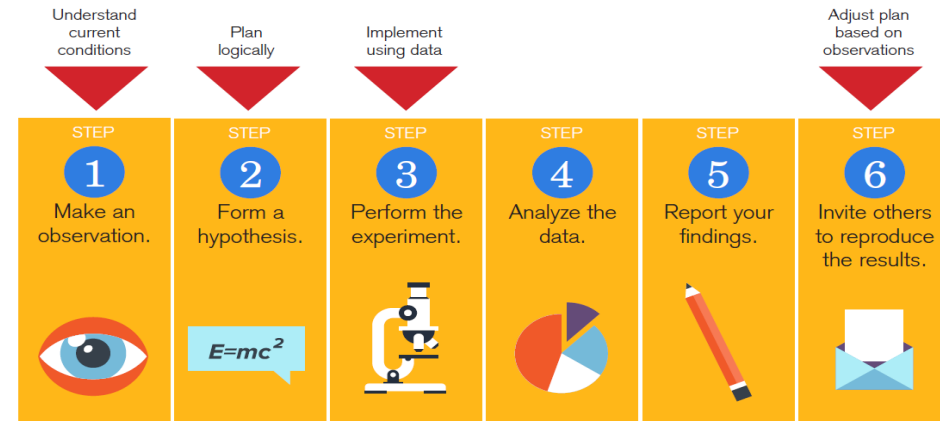 Understand
current
conditions
Plan
logically
Implement
using data
Adjust plan
based on
observations
STEP
1
Make an
observation.
STEP
2
Form a
hypothesis.
E=mc²
STEP
3
Perform the
experiment.
STEP
4
Analyze the
data.
STEP
5
Report your
findings.
STEP
6
Invite others
to reproduce
the results.